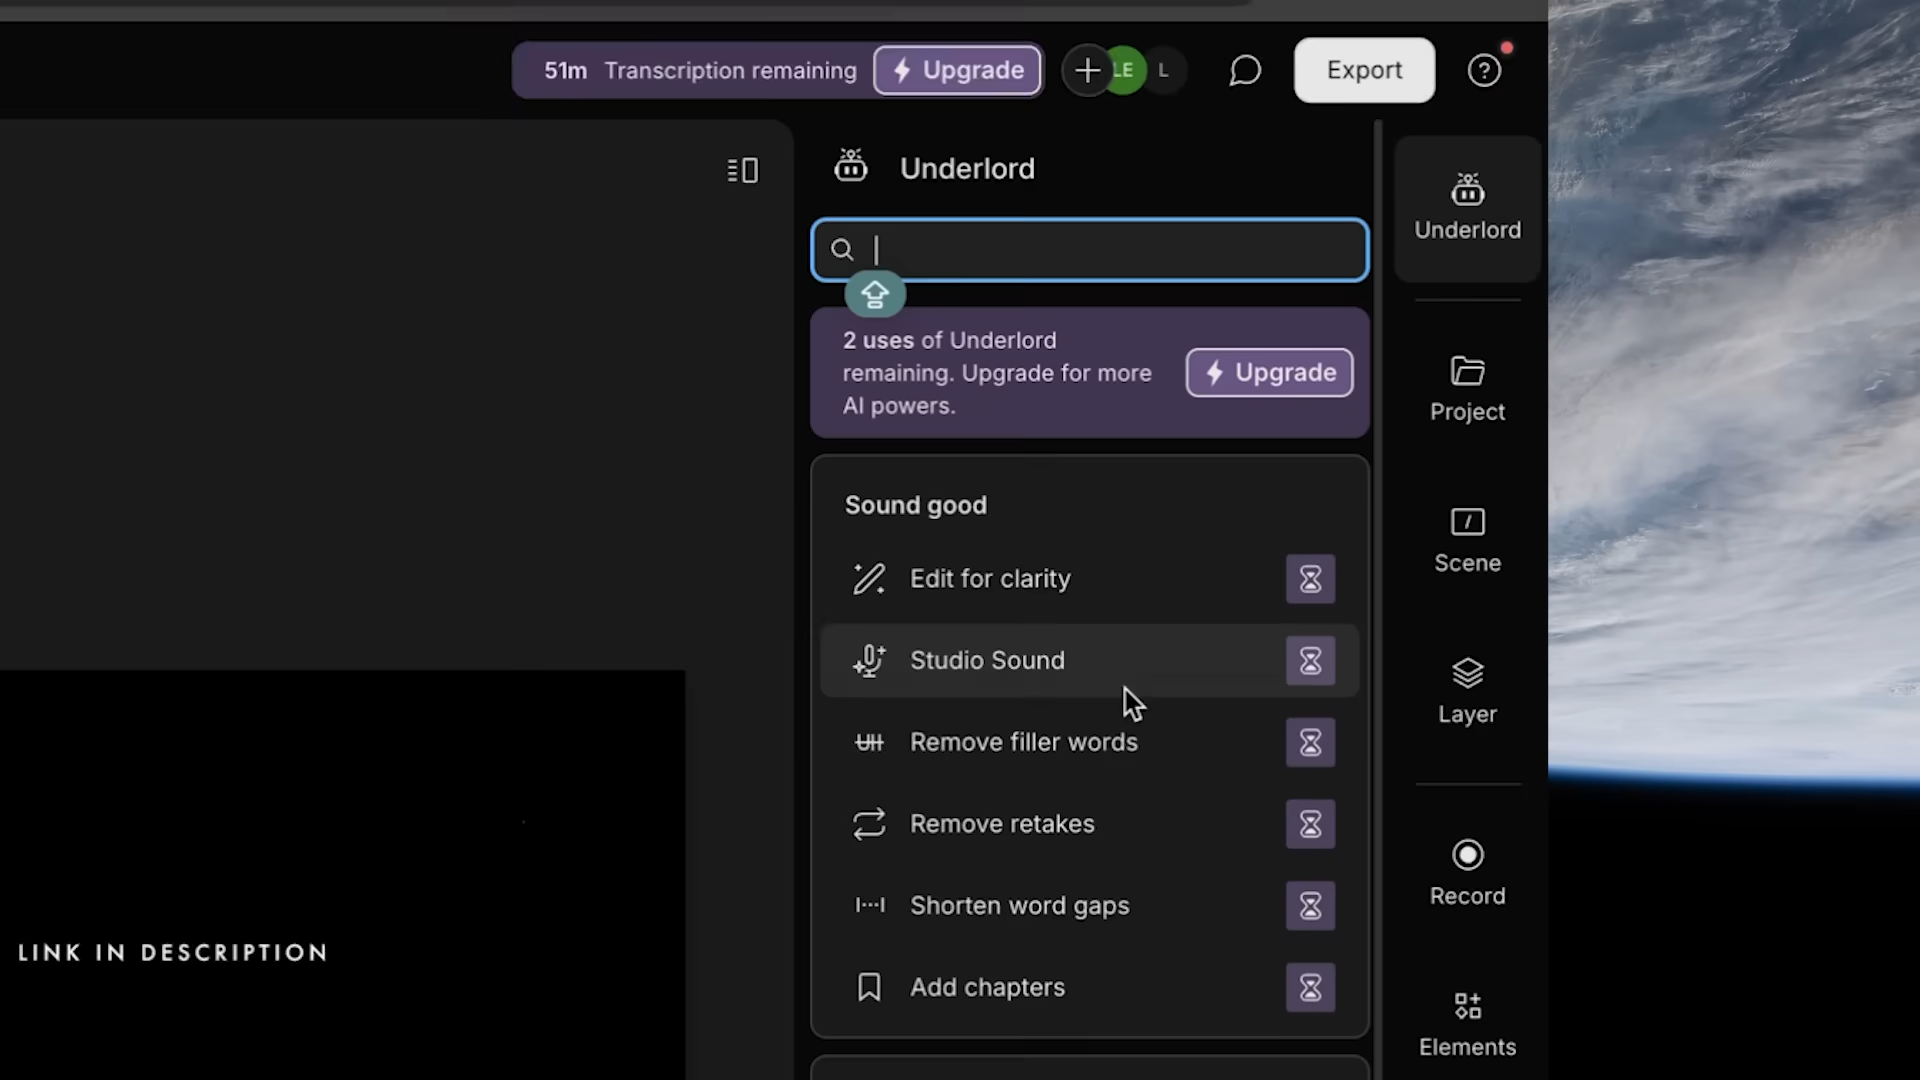 51m Transcription remaining Upgrade LE L Export
Underlord
2 uses of Underlord
remaining. Upgrade for more
AI powers.
Upgrade
Sound good
Edit for clarity
Studio Sound
Remove filler words
Remove retakes
Shorten word gaps
Add chapters
Underlord
Project
Scene
Layer
Record
Elements
LINK IN DESCRIPTION